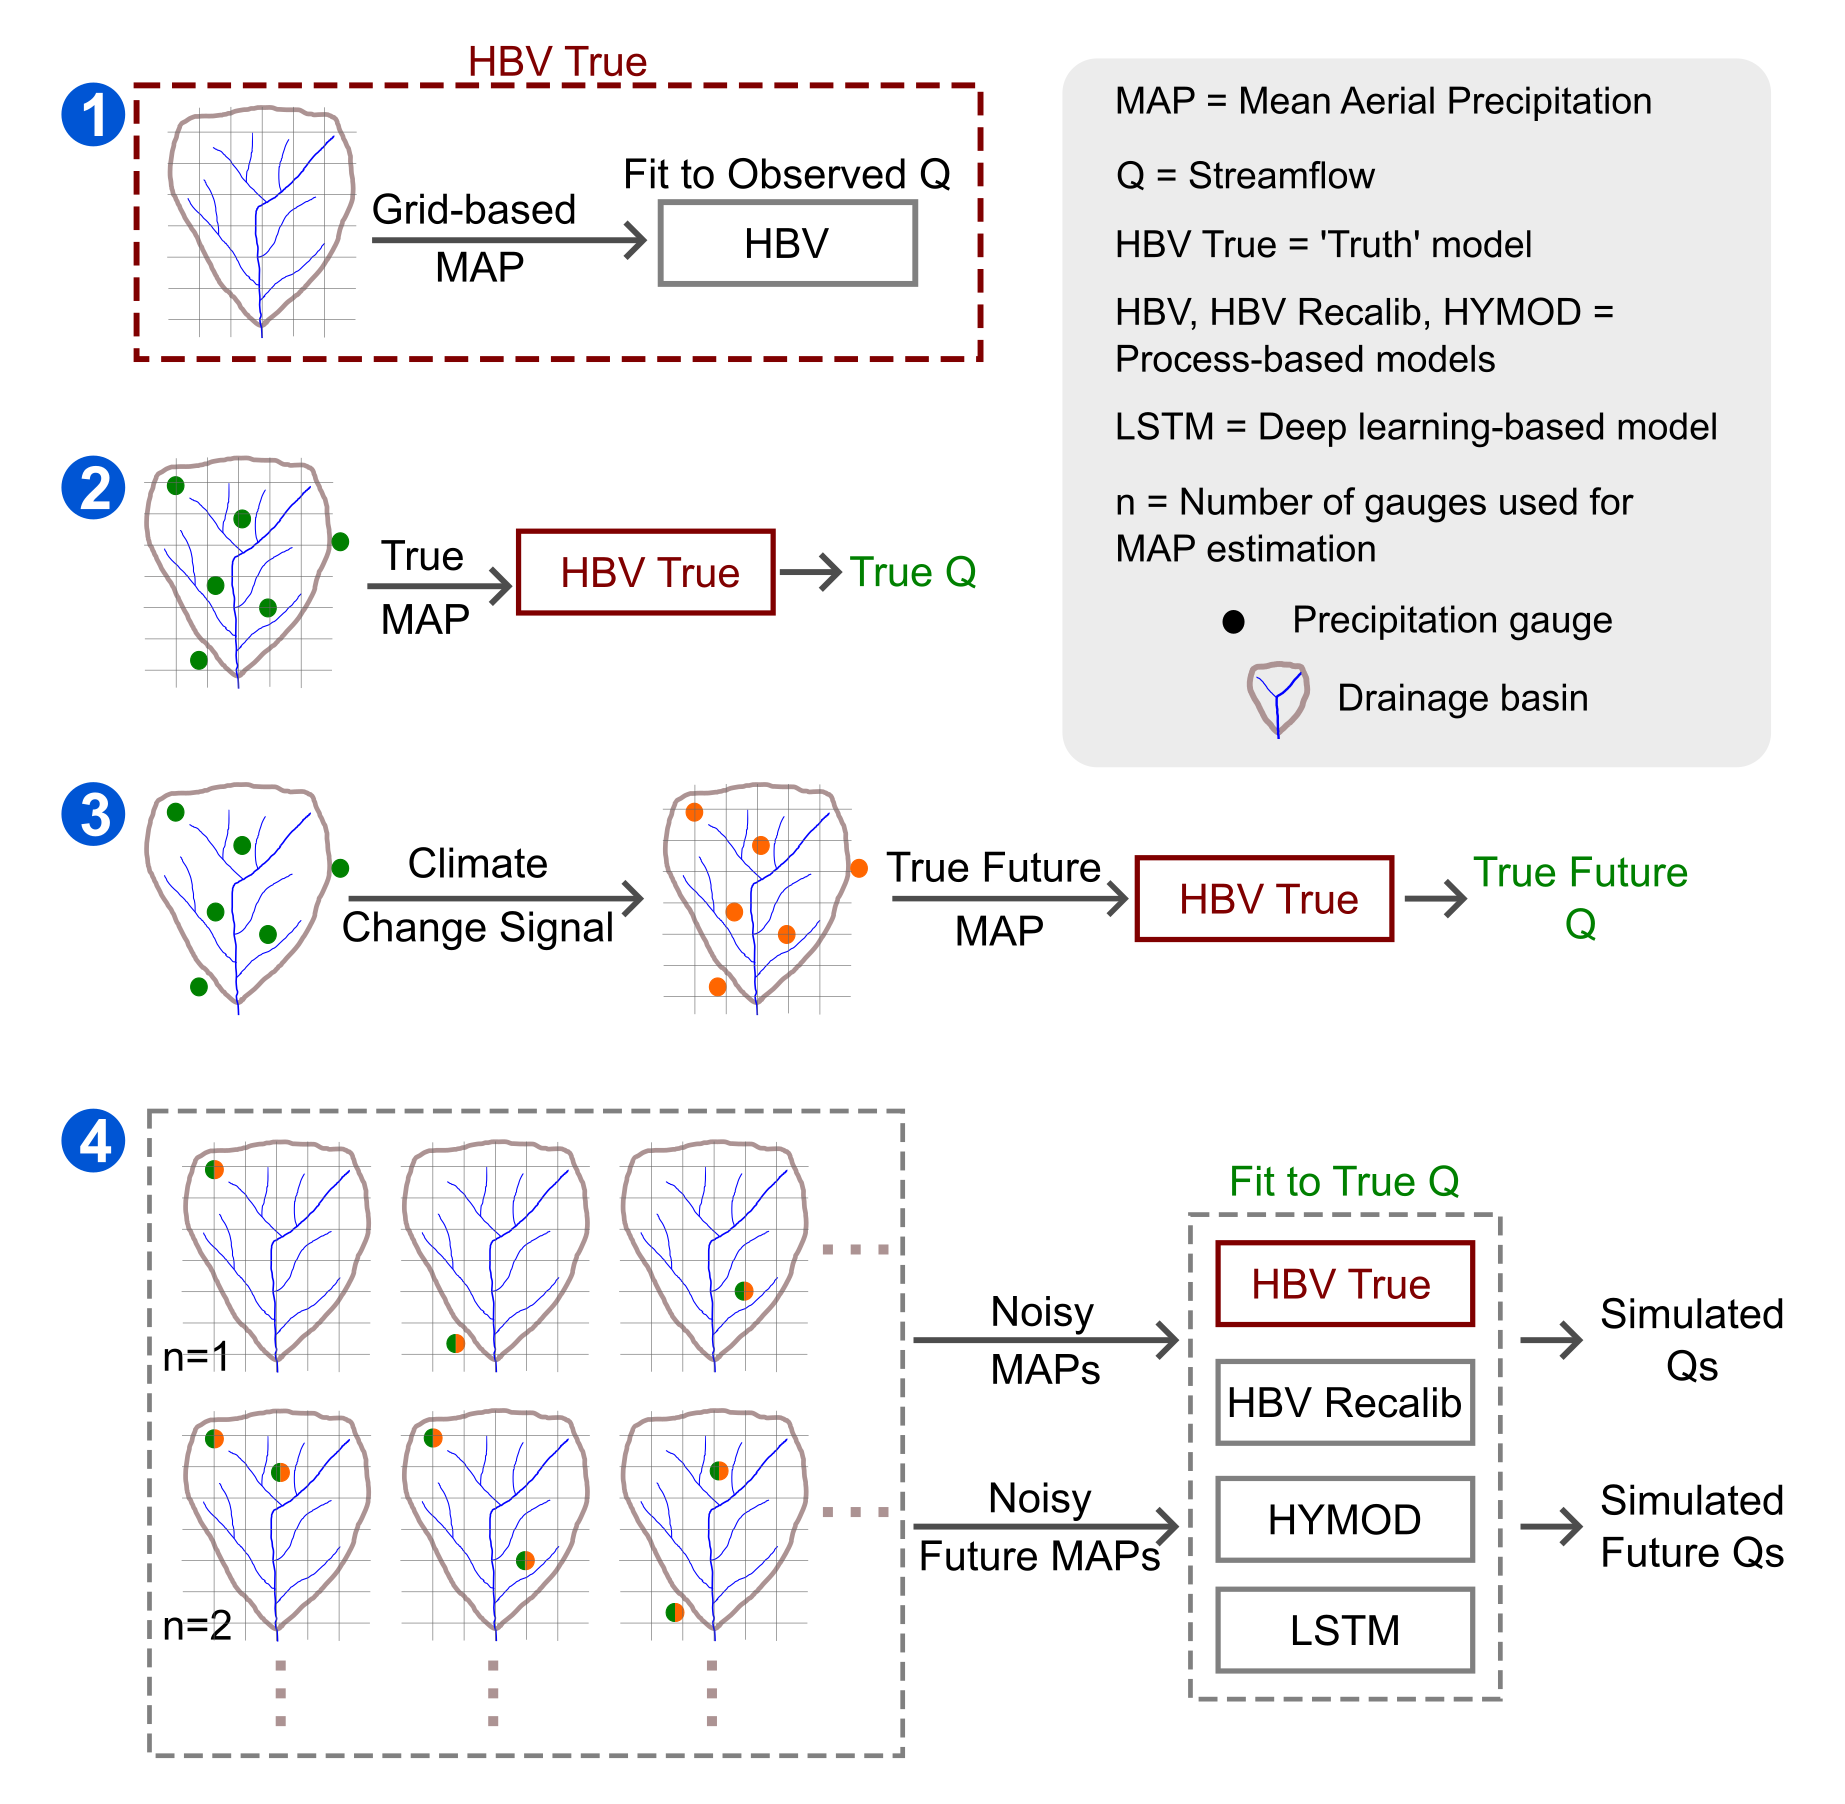 HBV True
1
Fit to Observed Q
Grid-based
MAP
HBV
MAP = Mean Aerial Precipitation
Q = Streamflow
HBV True = 'Truth' model
HBV, HBV Recalib, HYMOD =
Process-based models
LSTM = Deep learning-based model
n = Number of gauges used for
MAP estimation
Precipitation gauge
Drainage basin
2
True
MAP
HBV True
True Q
3
Climate
Change Signal
True Future
MAP
HBV True
True Future
Q
4
n=1
n=2
Noisy
MAPs
Noisy
Future MAPs
Fit to True Q
HBV True
HBV Recalib
HYMOD
LSTM
Simulated
Qs
Simulated
Future Qs